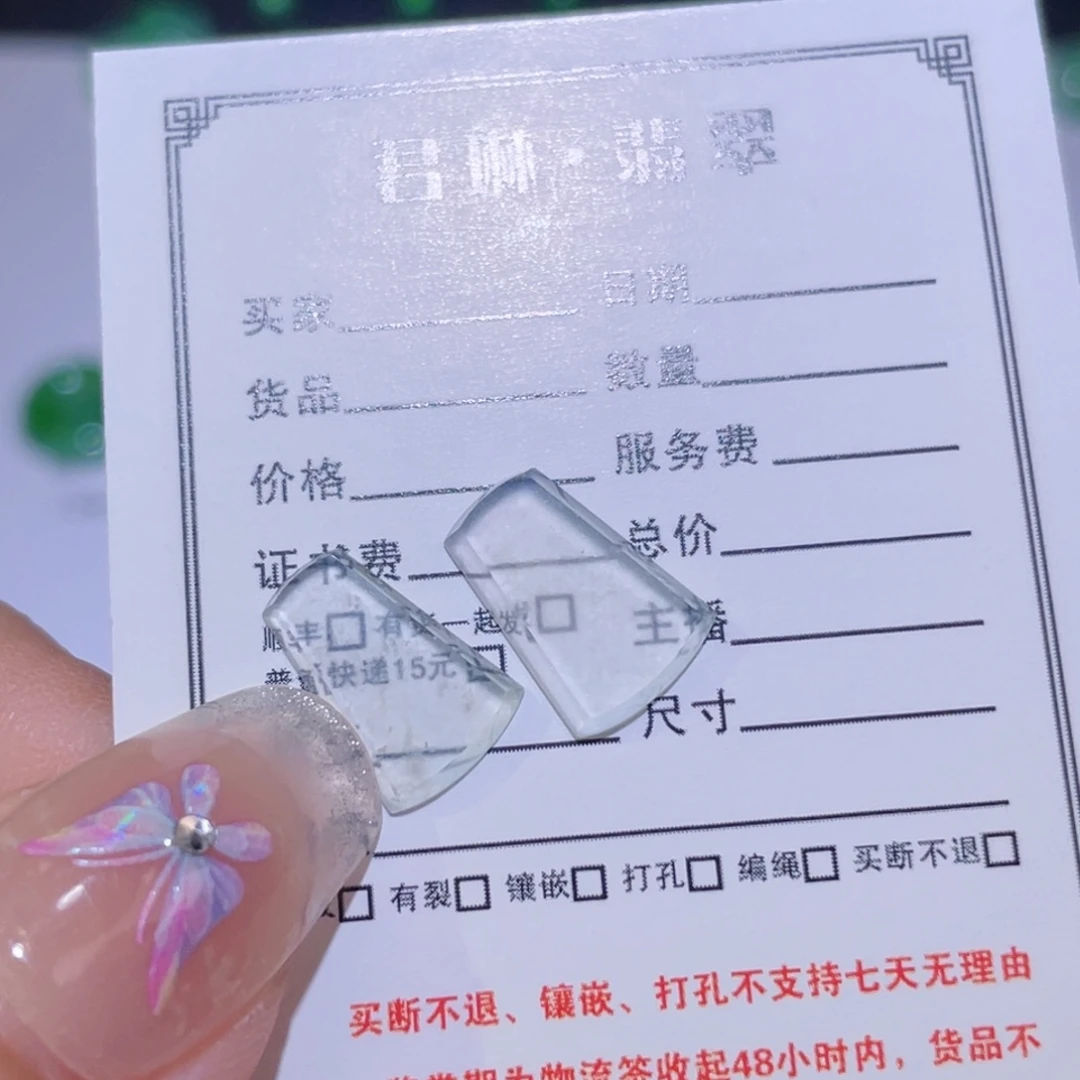 翡翠
买家 日期
货品 数量
价格 服务费
证书费 总价
顺丰 有货一起发 主播
普通快递15元
尺寸
有裂 镶嵌 打孔 编绳 买断不退
买断不退、镶嵌、打孔不支持七天无理由
物流签收起48小时内，货品不